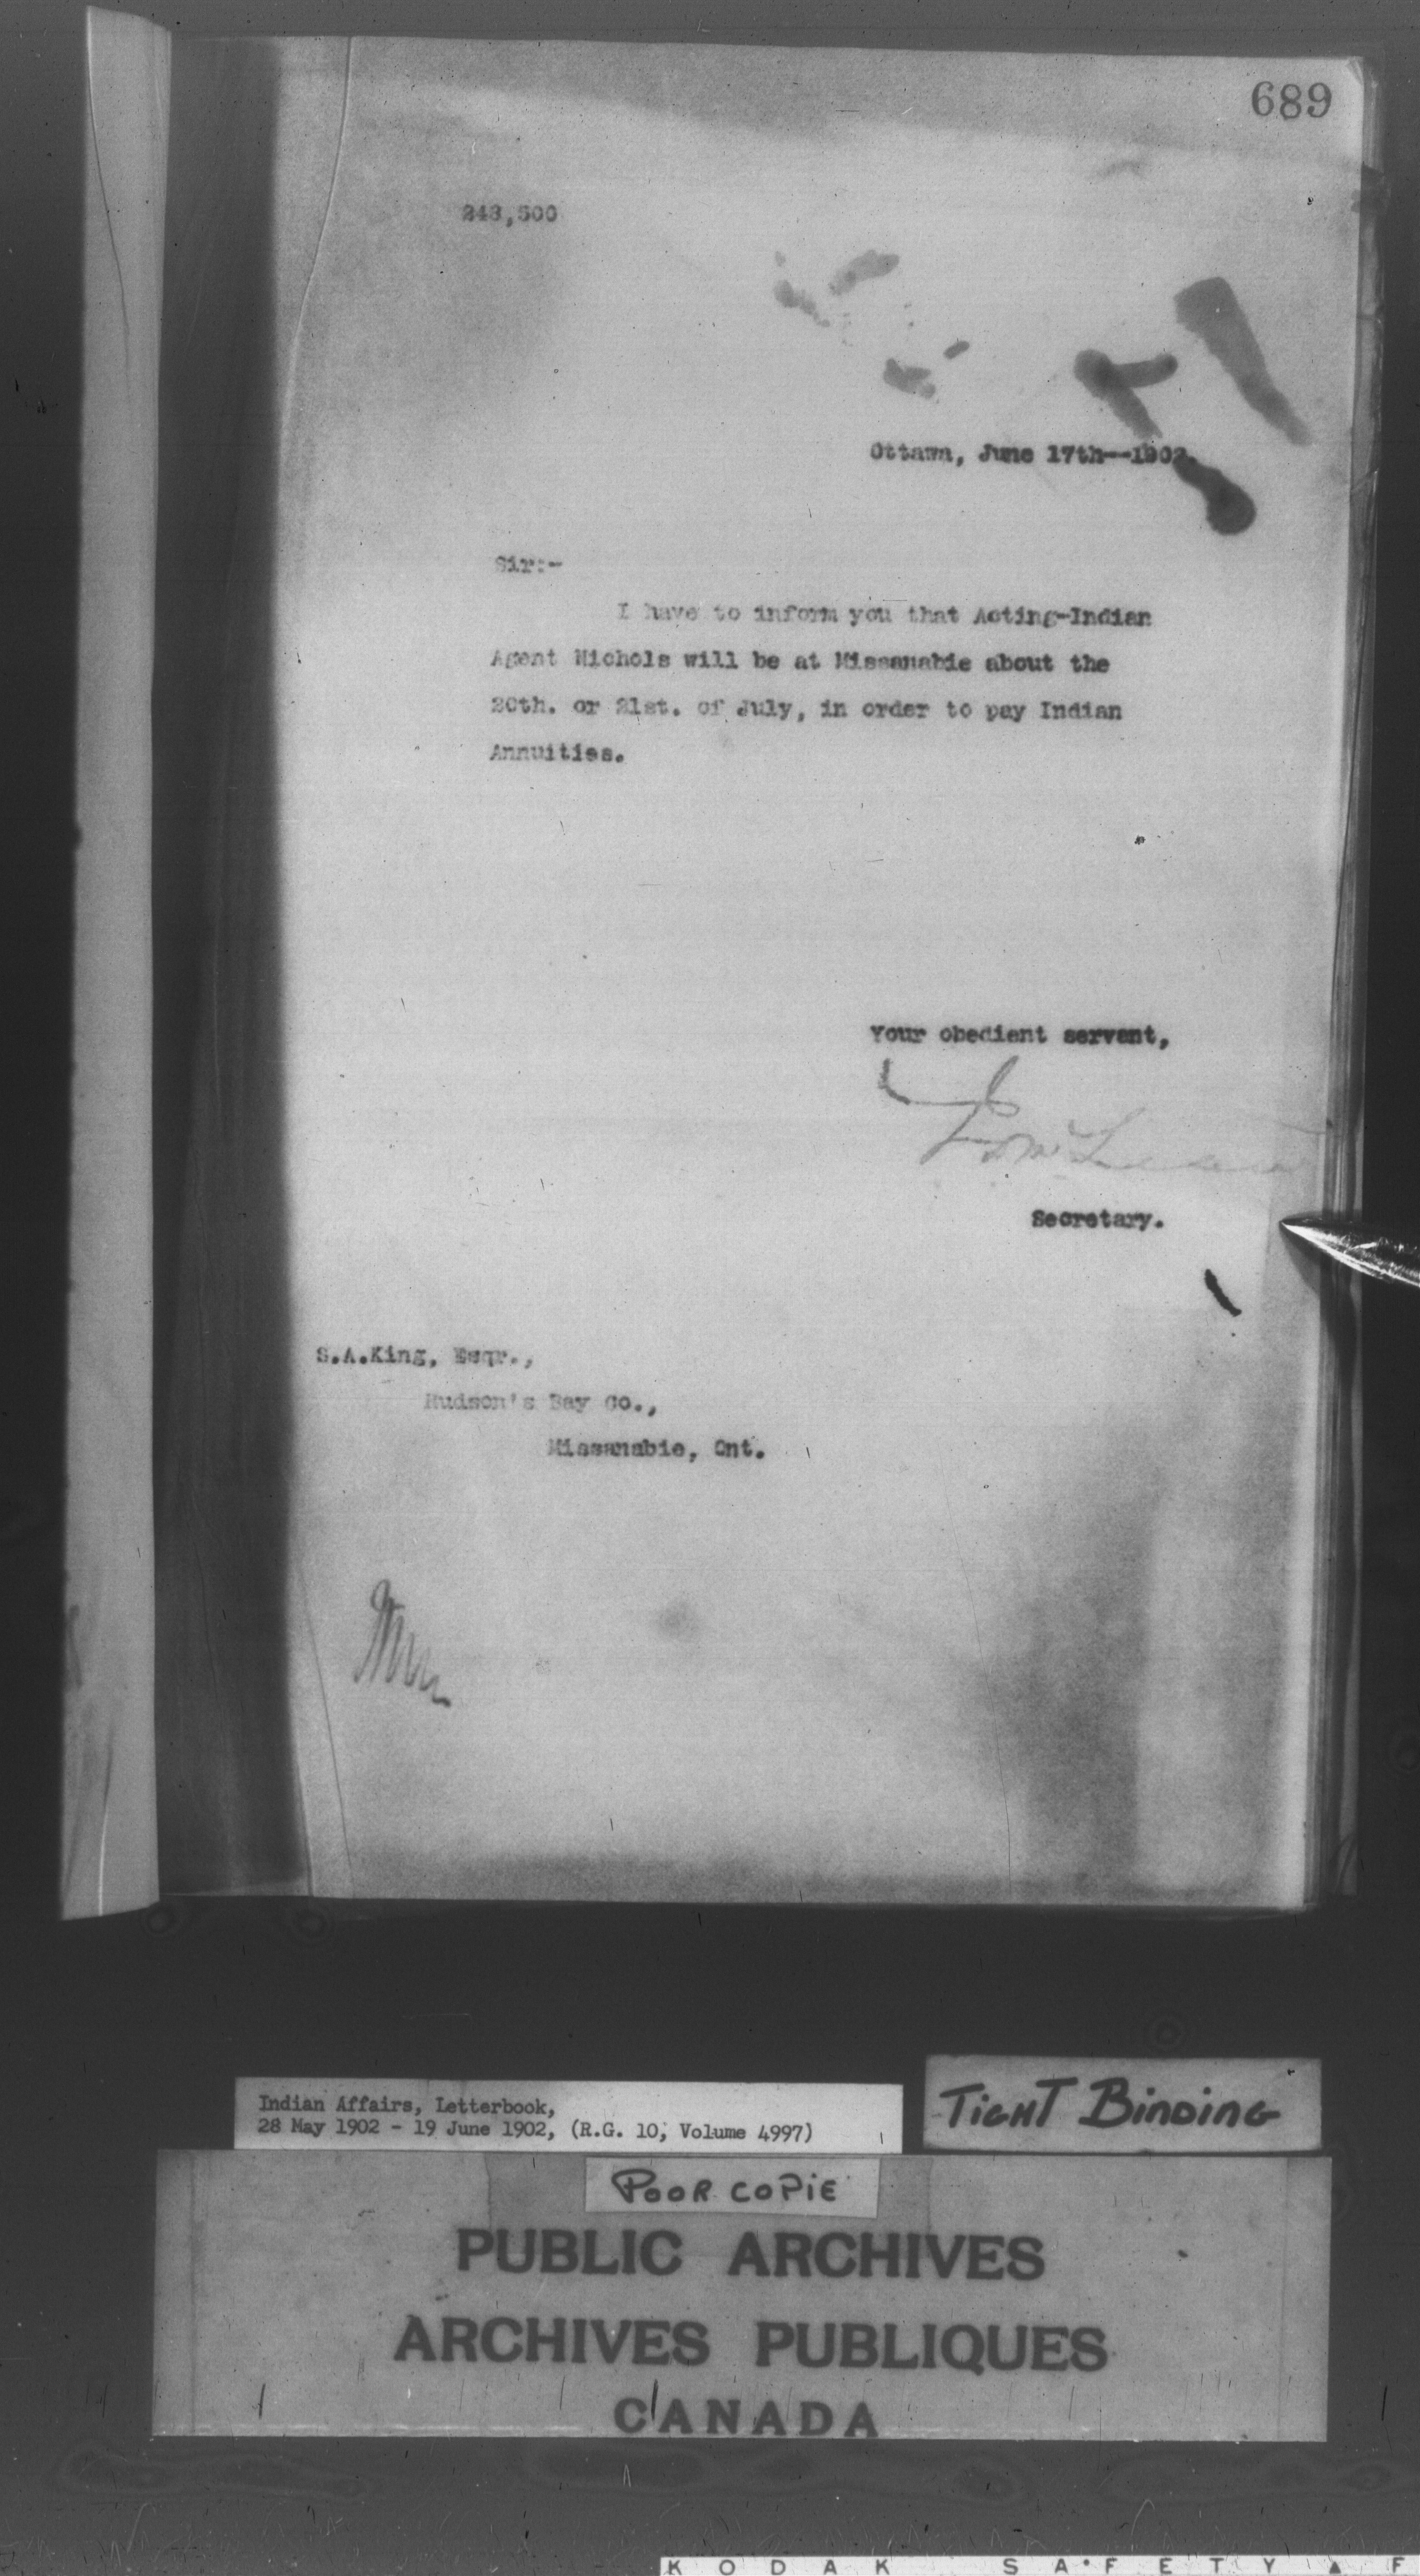 689
243,500
Ottawa, June 17th--1902.
Sir:-
I have to inform you that Acting-Indian
Agent Nichols will be at Missanabie about the
20th. or 21st. of July, in order to pay Indian
Annuities.
Your obedient servant,
Secretary.
S.A.King, Esqr.,
Hudson's Bay Co.,
Missanabie, Ont.
Indian Affairs, Letterbook,
28 May 1902 - 19 June 1902, (R.G. 10, Volume 4997)
TIGHT BINDING
POOR COPIE
PUBLIC ARCHIVES
ARCHIVES PUBLIQUES
CANADA
KODAK SAFETY ▲ F